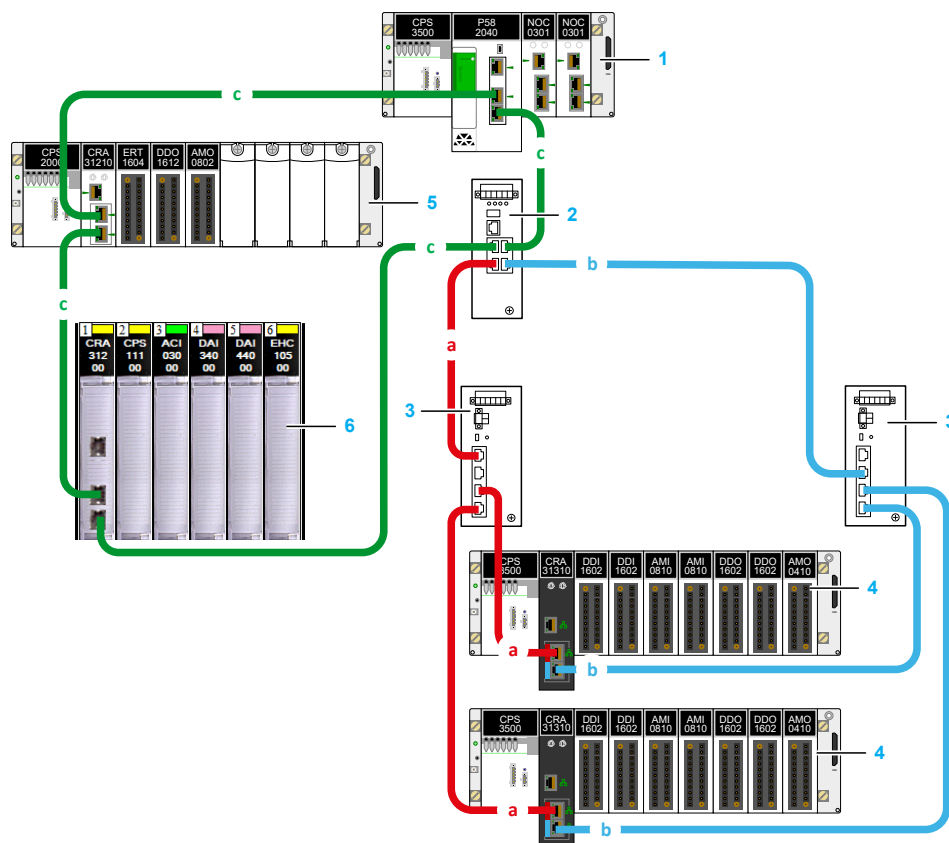 CPS
3500
P58
2040
NOC
0301
NOC
0301
1
c
c
CPS
2000
CRA
31210
ERT
1604
DDO
1612
AMO
0802
5
2
c
b
c
a
1
CRA
312
00
2
CPS
111
00
3
ACI
030
00
4
DAI
340
00
5
DAI
440
00
6
EHC
105
00
6
3
3
CPS
3500
CRA
31310
DDI
1602
DDI
1602
AMI
0810
AMI
0810
DDO
1602
DDO
1602
AMO
0410
4
a
b
CPS
3500
CRA
31310
DDI
1602
DDI
1602
AMI
0810
AMI
0810
DDO
1602
DDO
1602
AMO
0410
4
a
b